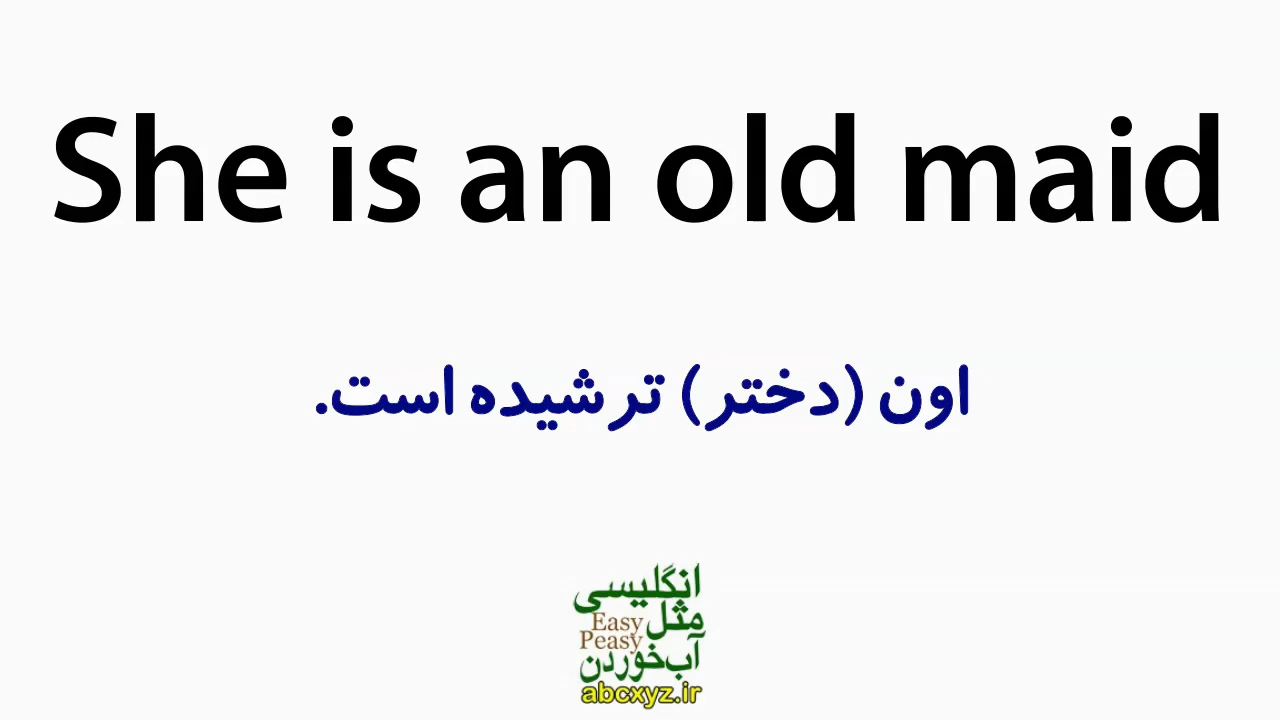 She is an old maid
اون (دختر) ترشیده است.
انگلیسی
مثل Easy
Peasy
آب‌خوردن
abcxyz.ir